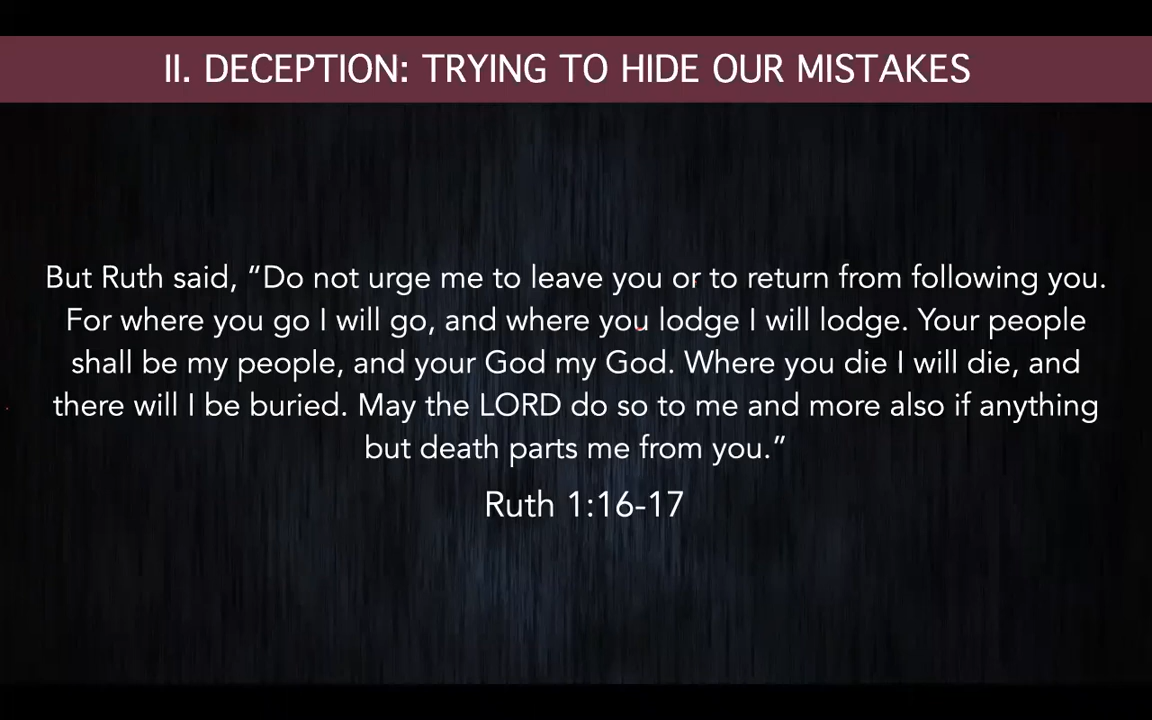 II. DECEPTION: TRYING TO HIDE OUR MISTAKES
But Ruth said, “Do not urge me to leave you or to return from following you.
For where you go I will go, and where you lodge I will lodge. Your people
shall be my people, and your God my God. Where you die I will die, and
there will I be buried. May the LORD do so to me and more also if anything
but death parts me from you.”
Ruth 1:16-17